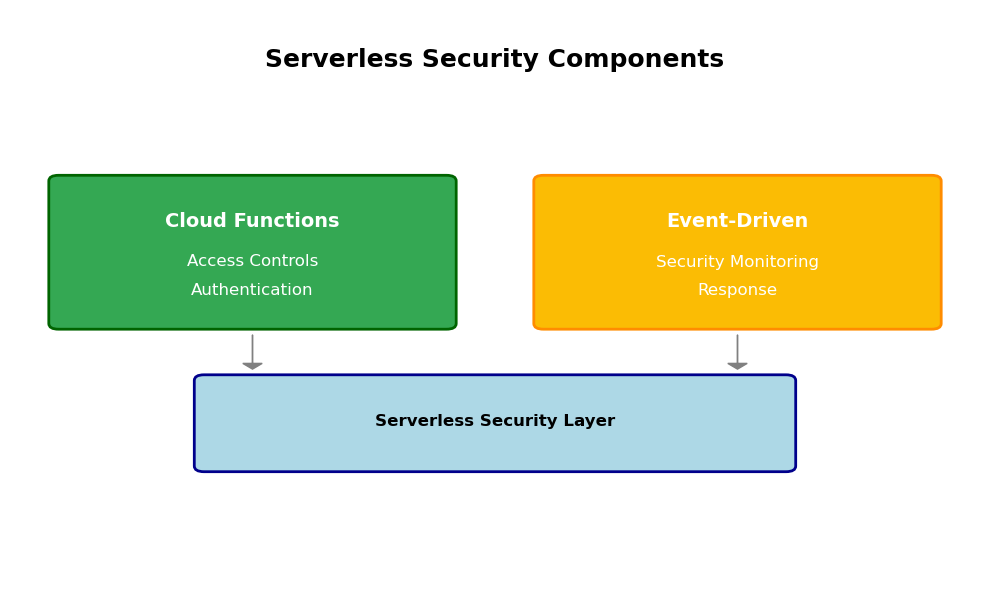 Serverless Security Components
Cloud Functions
Access Controls
Authentication
Event-Driven
Security Monitoring
Response
Serverless Security Layer